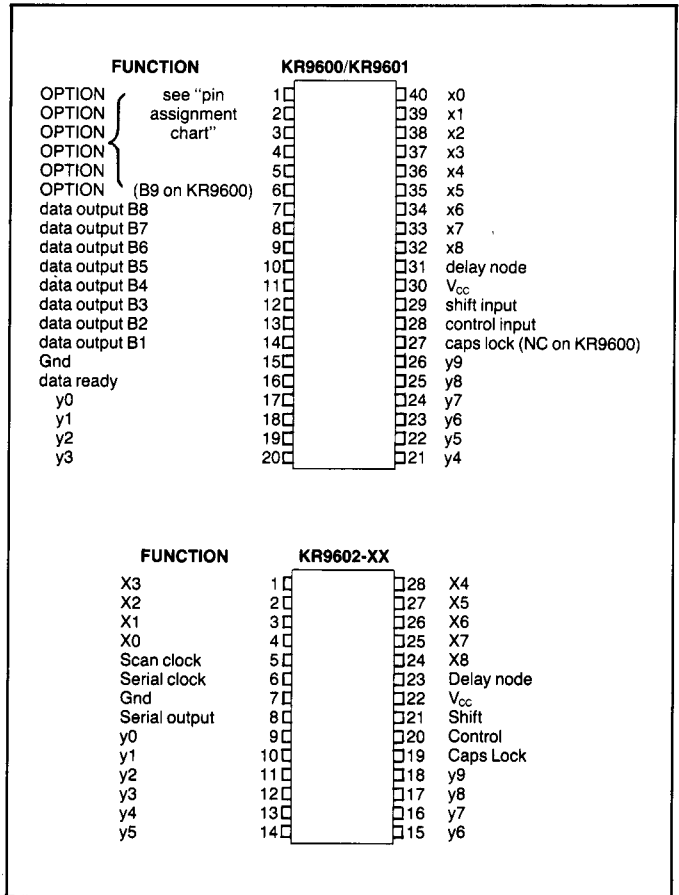 FUNCTION KR9600/KR9601
OPTION see "pin 1 40 x0
OPTION assignment 2 39 x1
OPTION chart" 3 38 x2
OPTION 4 37 x3
OPTION 5 36 x4
OPTION (B9 on KR9600) 6 35 x5
data output B8 7 34 x6
data output B7 8 33 x7
data output B6 9 32 x8
data output B5 10 31 delay node
data output B4 11 30 Vcc
data output B3 12 29 shift input
data output B2 13 28 control input
data output B1 14 27 caps lock (NC on KR9600)
Gnd 15 26 y9
data ready 16 25 y8
y0 17 24 y7
y1 18 23 y6
y2 19 22 y5
y3 20 21 y4
FUNCTION KR9602-XX
X3 1 28 X4
X2 2 27 X5
X1 3 26 X6
X0 4 25 X7
Scan clock 5 24 X8
Serial clock 6 23 Delay node
Gnd 7 22 Vcc
Serial output 8 21 Shift
y0 9 20 Control
y1 10 19 Caps Lock
y2 11 18 y9
y3 12 17 y8
y4 13 16 y7
y5 14 15 y6